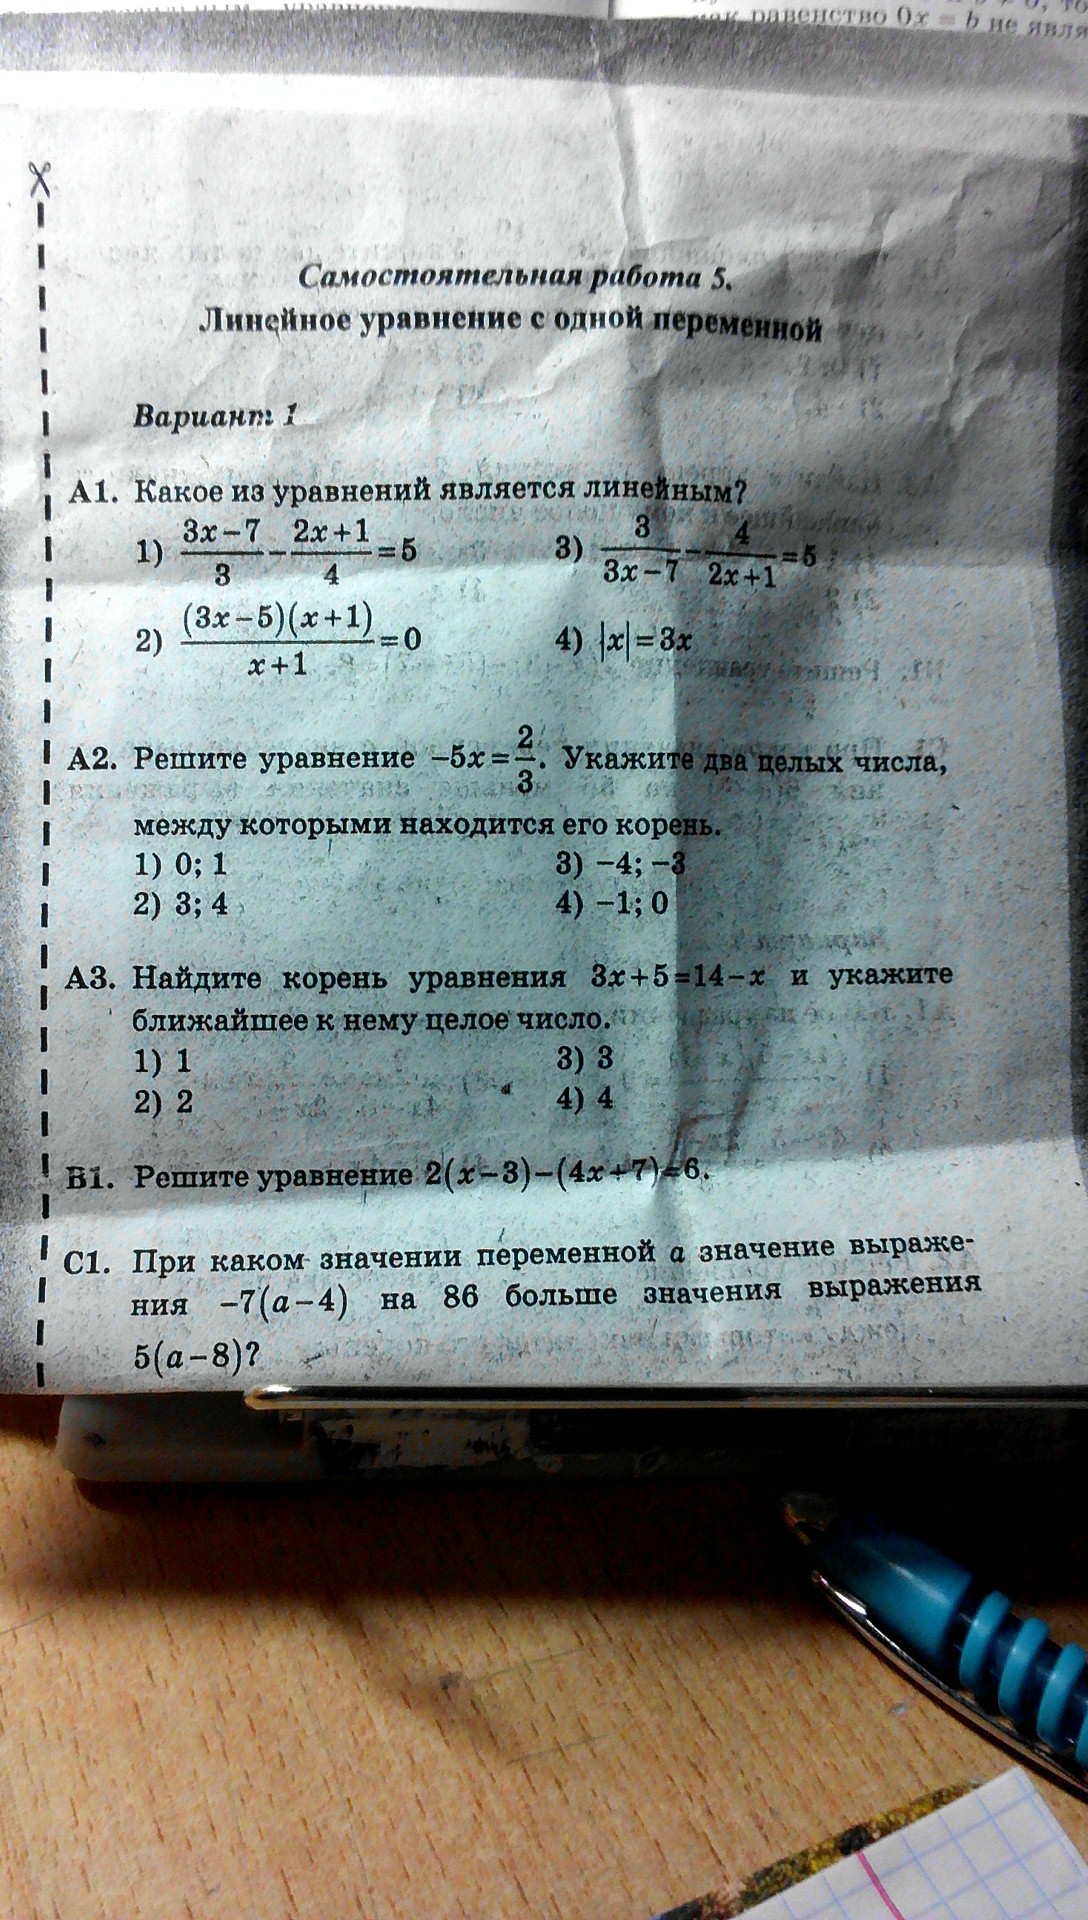 равенство 0x = b не явля
Самостоятельная работа 5.
Линейное уравнение с одной переменной
Вариант 1
А1. Какое из уравнений является линейным?
1) (3x−7)/3 − (2x+1)/4 = 5
3) 3/(3x−7) − 4/(2x+1) = 5
2) ((3x−5)(x+1))/(x+1) = 0
4) |x|=3x
А2. Решите уравнение −5x = 2/3. Укажите два целых числа,
между которыми находится его корень.
1) 0; 1
3) −4; −3
2) 3; 4
4) −1; 0
А3. Найдите корень уравнения 3x+5=14−x и укажите
ближайшее к нему целое число.
1) 1
3) 3
2) 2
4) 4
В1. Решите уравнение 2(x−3)−(4x+7)=6.
С1. При каком значении переменной a значение выраже-
ния −7(a−4) на 86 больше значения выражения
5(a−8)?